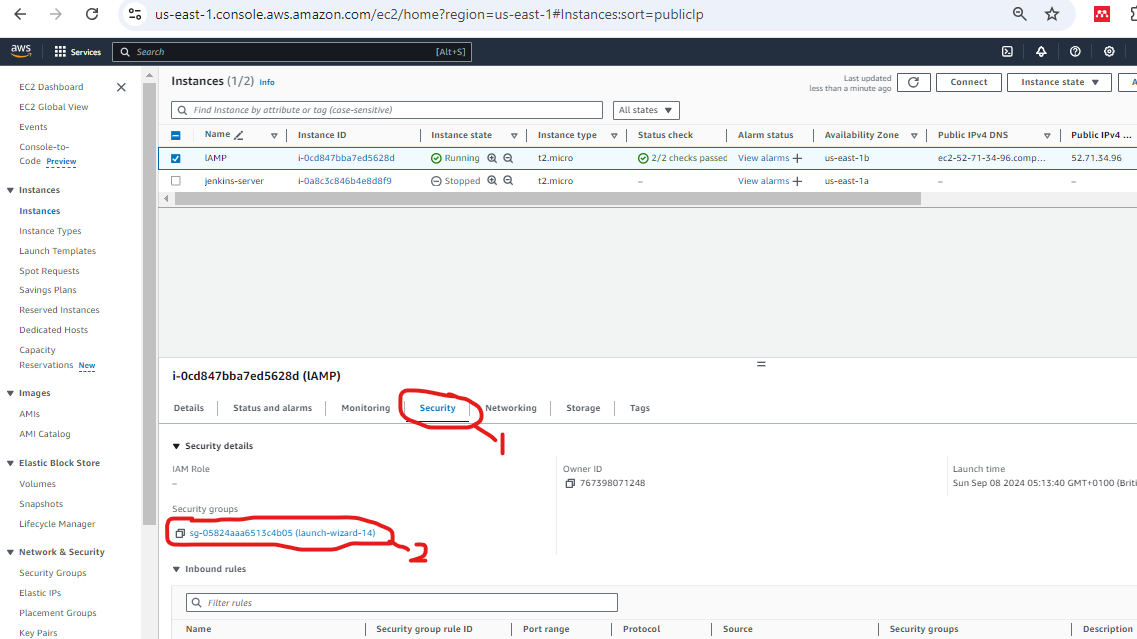 us-east-1.console.aws.amazon.com/ec2/home?region=us-east-1#Instances:sort=publicIp
aws
Services
Search
[Alt+S]
EC2 Dashboard
EC2 Global View
Events
Console-to-
Code Preview
Instances
Instances
Instance Types
Launch Templates
Spot Requests
Savings Plans
Reserved Instances
Dedicated Hosts
Capacity
Reservations New
Images
AMIs
AMI Catalog
Elastic Block Store
Volumes
Snapshots
Lifecycle Manager
Network & Security
Security Groups
Elastic IPs
Placement Groups
Key Pairs
Instances (1/2) Info
Last updated
less than a minute ago
Connect
Instance state
Find Instance by attribute or tag (case-sensitive)
All states
Name Instance ID Instance state Instance type Status check Alarm status Availability Zone Public IPv4 DNS Public IPv4 ...
lAMP i-0cd847bba7ed5628d Running t2.micro 2/2 checks passed View alarms + us-east-1b ec2-52-71-34-96.comp... 52.71.34.96
jenkins-server i-0a8c3c846b4e8d8f9 Stopped t2.micro – View alarms + us-east-1a – –
i-0cd847bba7ed5628d (lAMP)
Details Status and alarms Monitoring Security Networking Storage Tags
1
Security details
IAM Role
–
Owner ID
767398071248
Launch time
Sun Sep 08 2024 05:13:40 GMT+0100 (Briti
Security groups
sg-05824aaa6513c4b05 (launch-wizard-14)
2
Inbound rules
Filter rules
Name Security group rule ID Port range Protocol Source Security groups Description